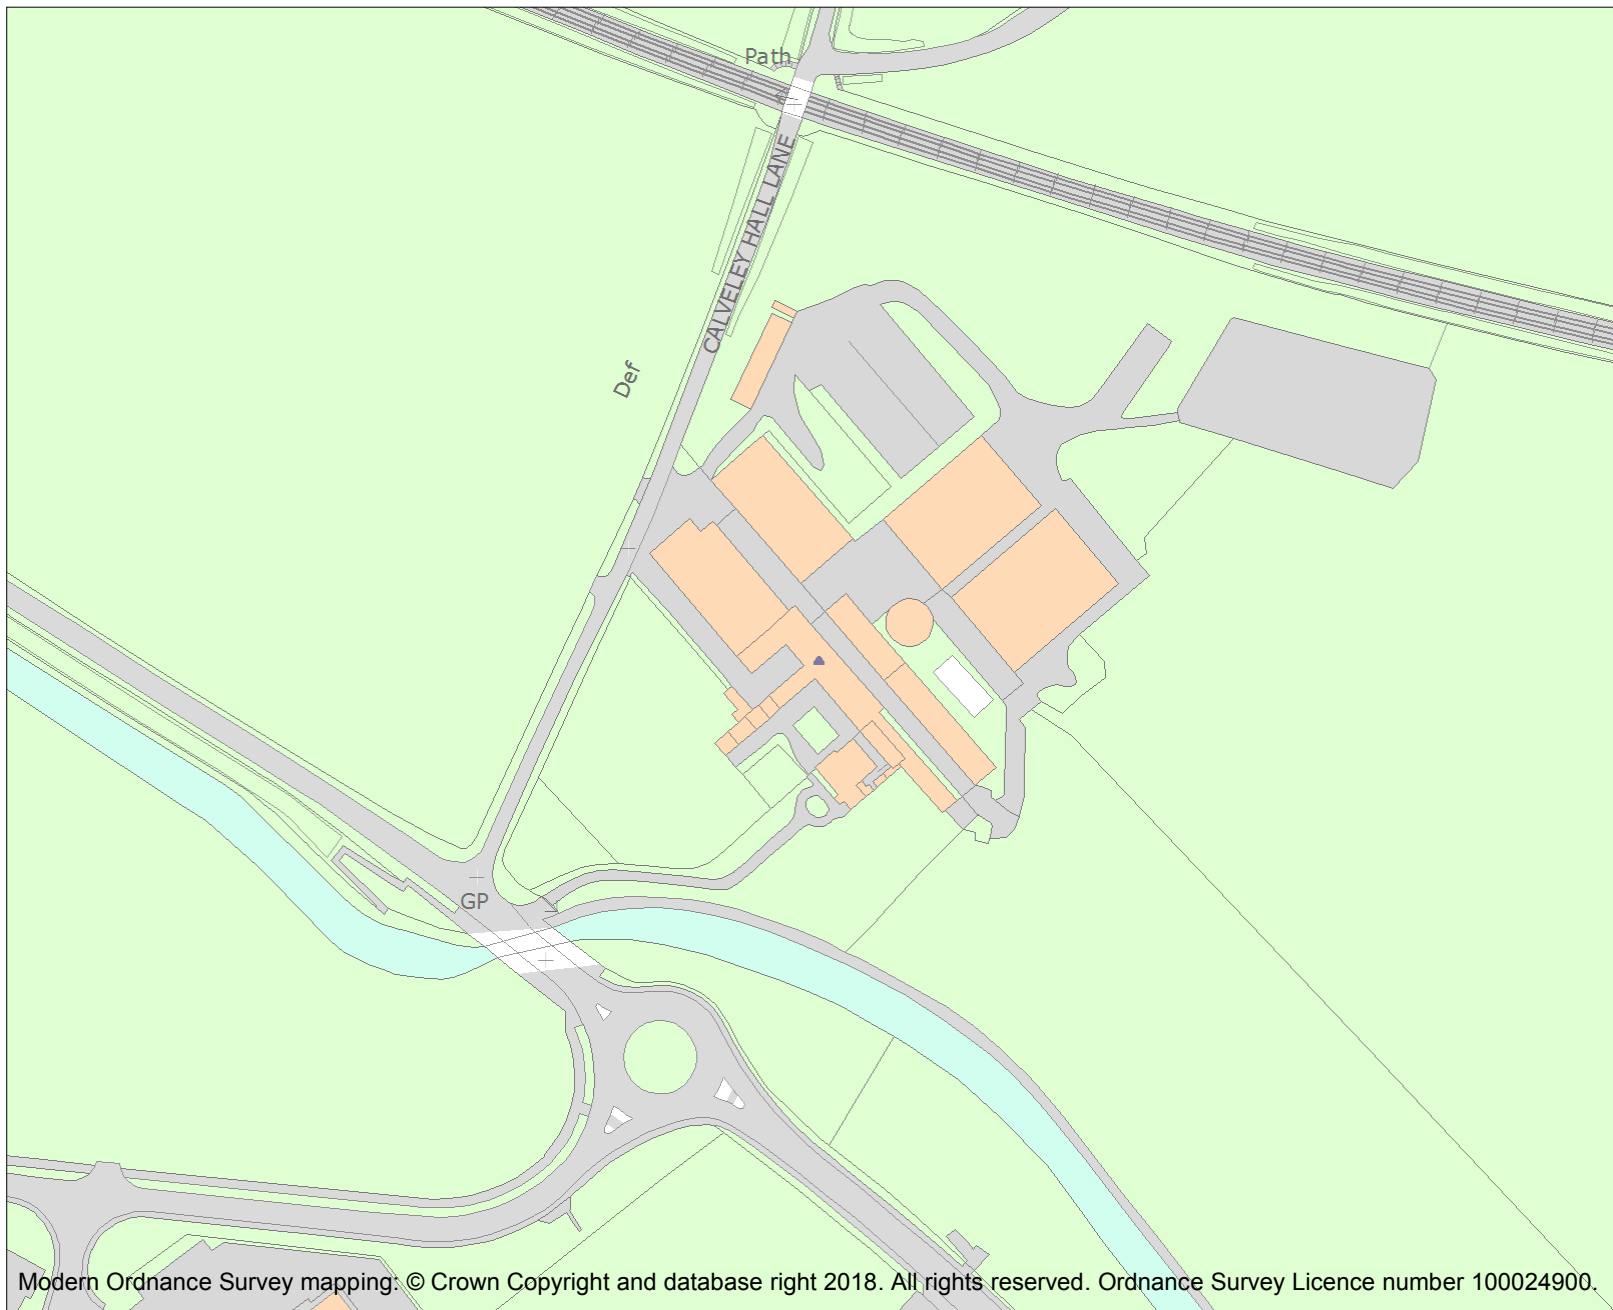 Path
CALVELEY HALL LANE
Def
GP
Modern Ordnance Survey mapping: © Crown Copyright and database right 2018. All rights reserved. Ordnance Survey Licence number 100024900.